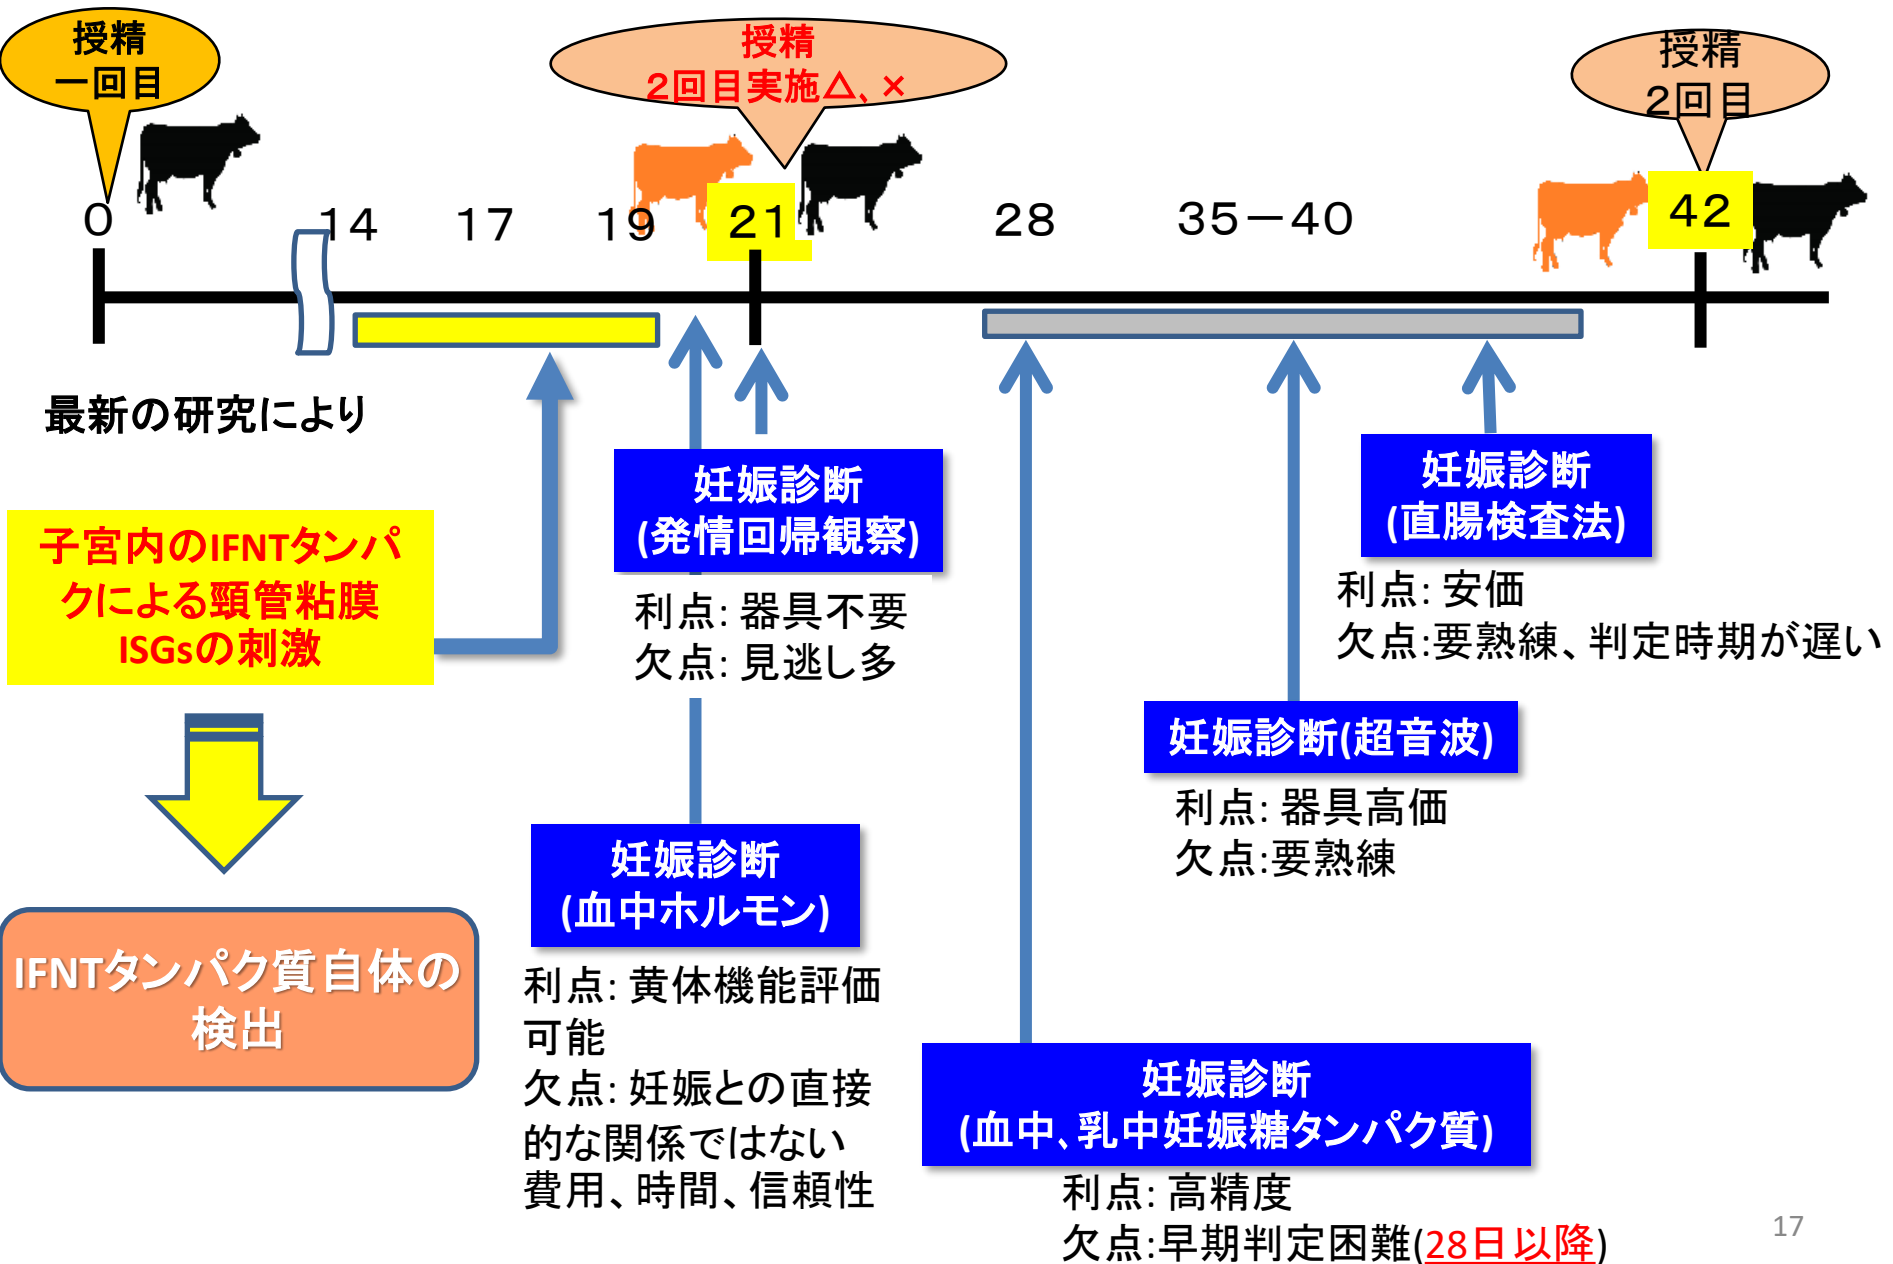 授精
一回目
授精
２回目実施△、×
授精
２回目
0
14
17
19
21
28
35－40
42
最新の研究により
子宮内のIFNTタンパ
クによる頸管粘膜
ISGsの刺激
IFNTタンパク質自体の
検出
妊娠診断
(発情回帰観察)
利点: 器具不要
欠点: 見逃し多
妊娠診断
(血中ホルモン)
利点: 黄体機能評価
可能
欠点: 妊娠との直接
的な関係ではない
費用、時間、信頼性
妊娠診断
(直腸検査法)
利点: 安価
欠点:要熟練、判定時期が遅い
妊娠診断(超音波)
利点: 器具高価
欠点:要熟練
妊娠診断
(血中、乳中妊娠糖タンパク質)
利点: 高精度
欠点:早期判定困難(28日以降)
17